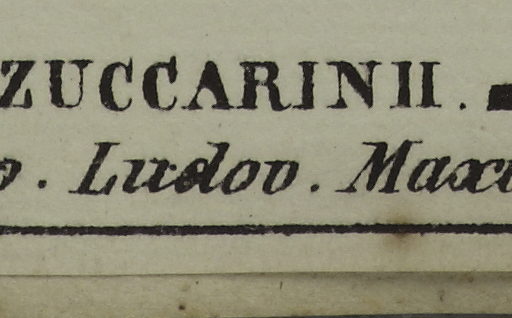 ZUCCARINII.
. Ludov. Maxi